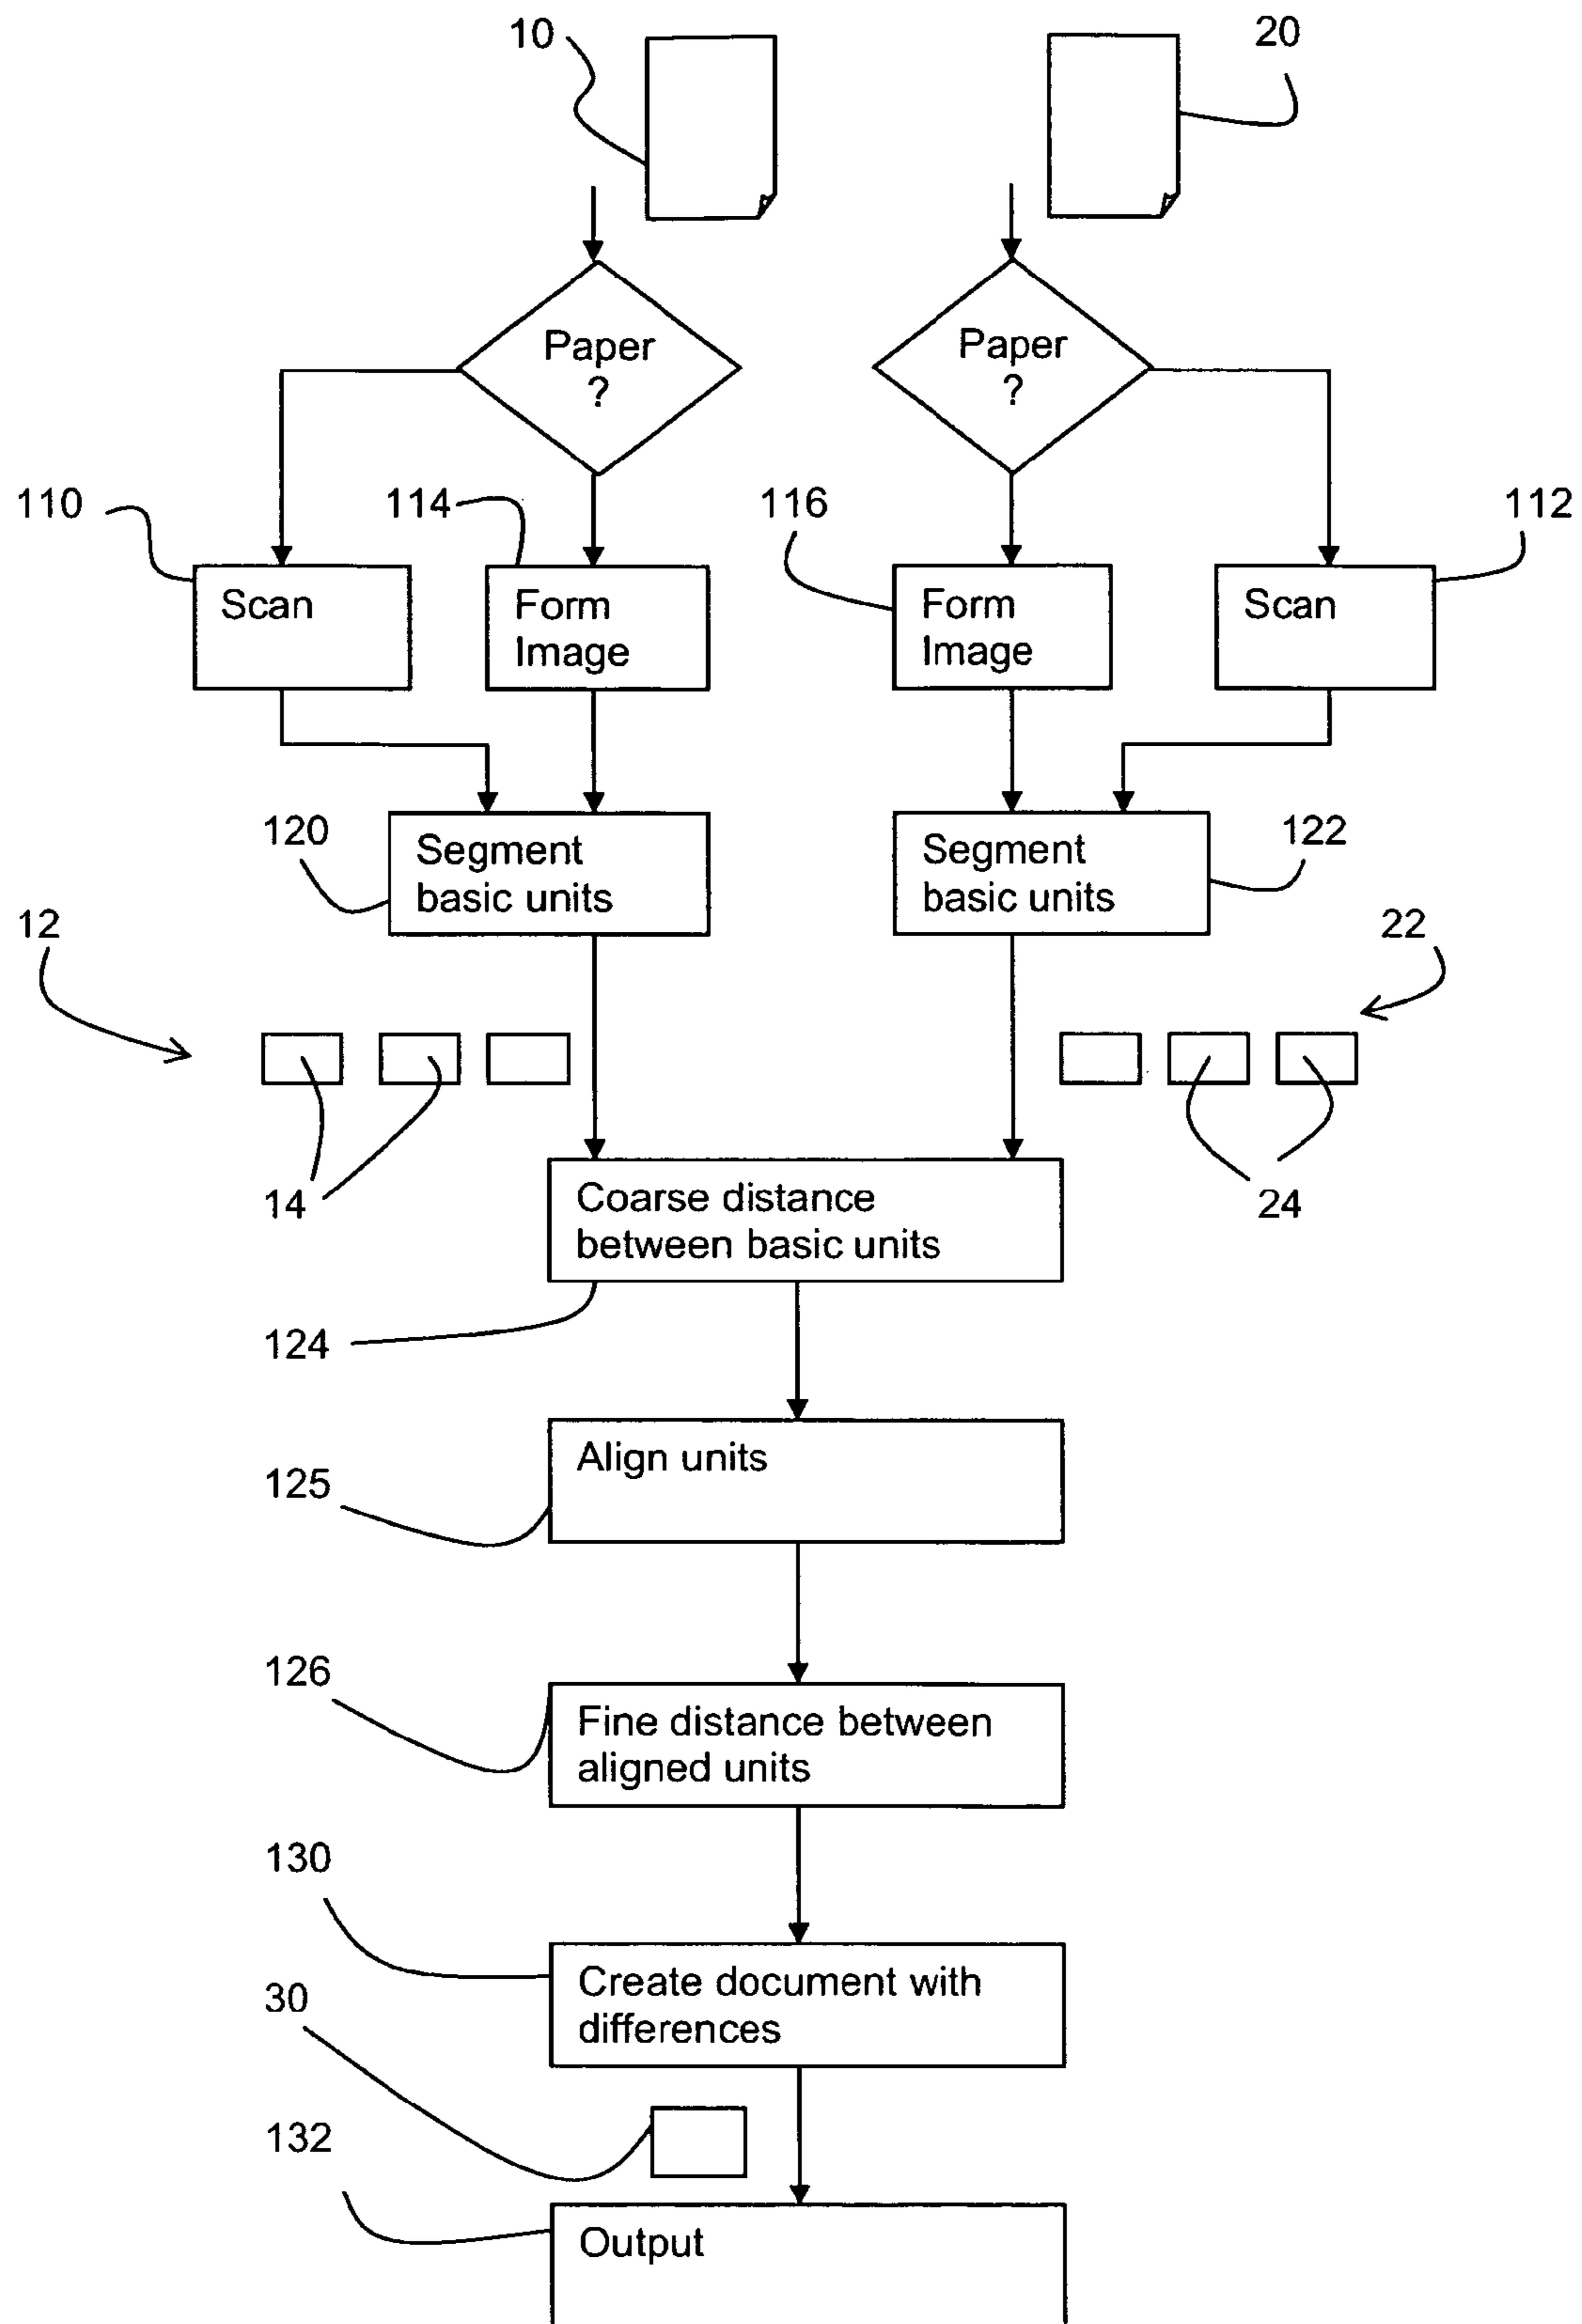 10
20
Paper
?
Paper
?
110
114
116
112
Scan
Form
Image
Form
Image
Scan
120
Segment
basic units
Segment
basic units
122
12
22
14
Coarse distance
between basic units
24
124
Align units
125
126
Fine distance between
aligned units
130
Create document with
differences
30
132
Output